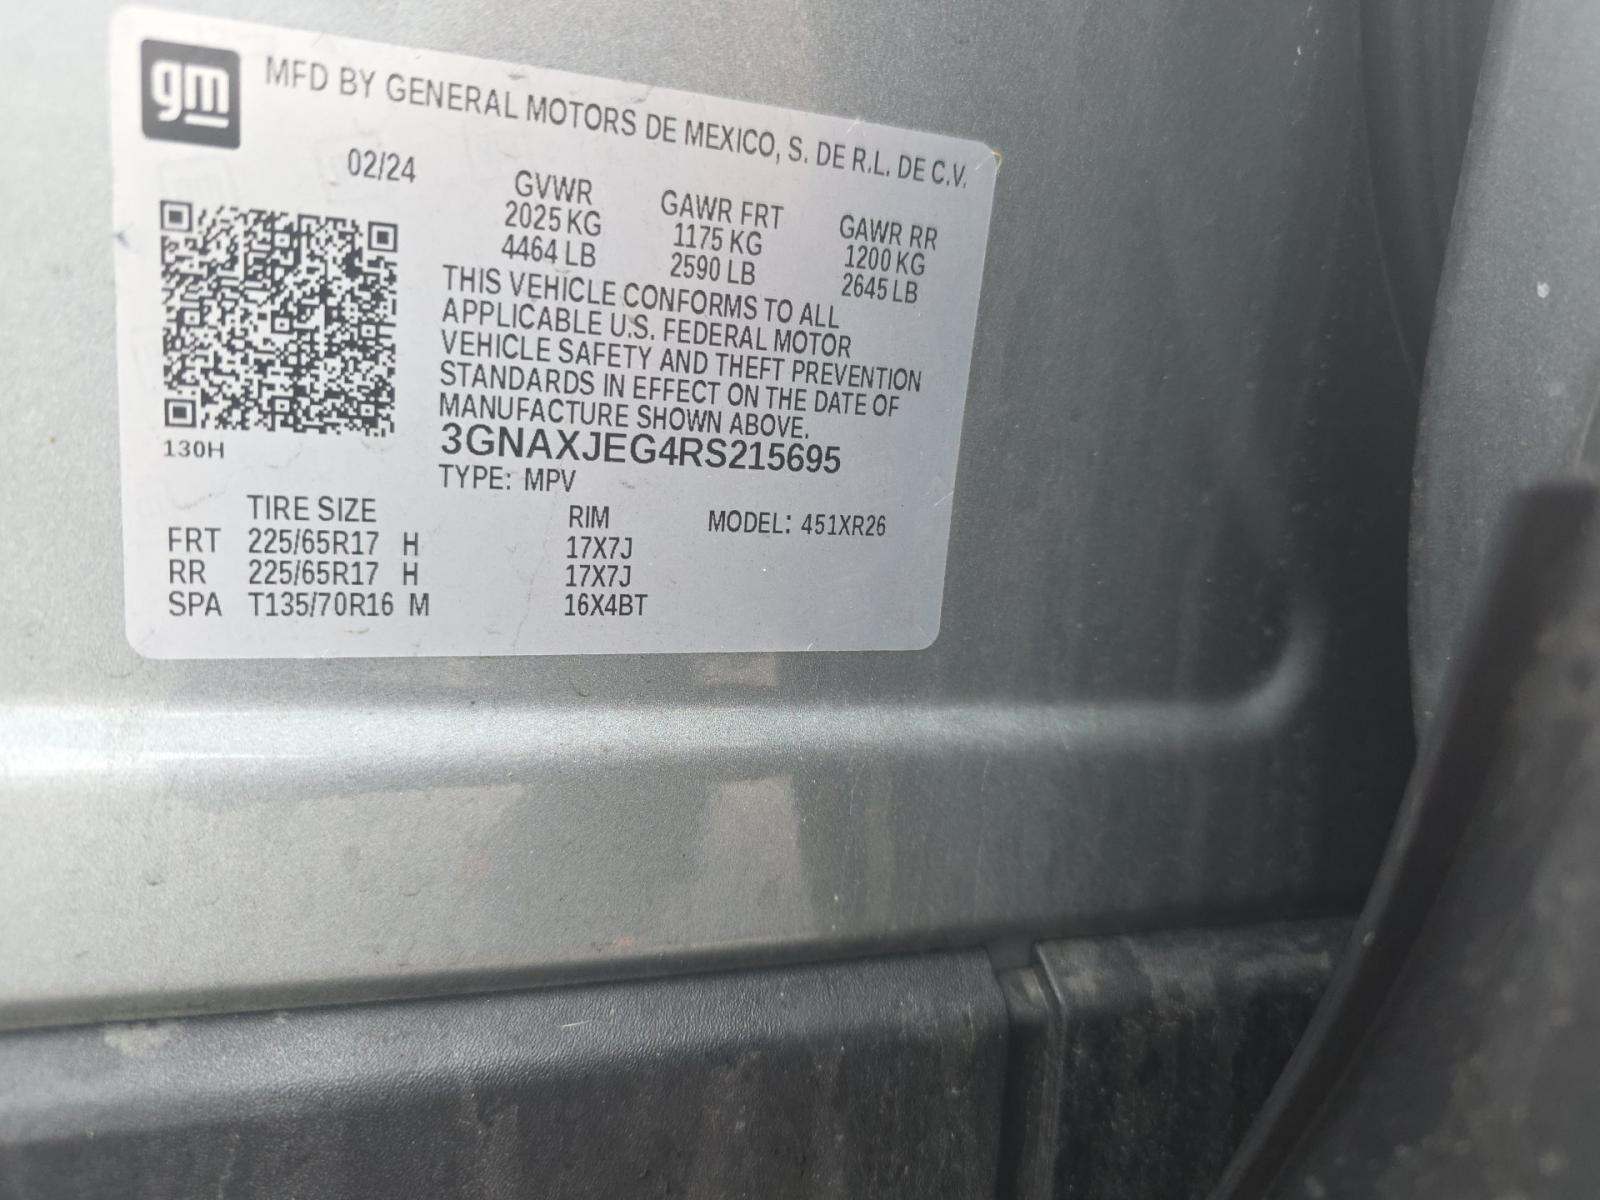 gm
MFD BY GENERAL MOTORS DE MEXICO, S. DE R.L. DE C.V.
02/24
GVWR GAWR FRT GAWR RR
2025 KG 1175 KG 1200 KG
4464 LB 2590 LB 2645 LB
THIS VEHICLE CONFORMS TO ALL
APPLICABLE U.S. FEDERAL MOTOR
VEHICLE SAFETY AND THEFT PREVENTION
STANDARDS IN EFFECT ON THE DATE OF
MANUFACTURE SHOWN ABOVE.
130H
3GNAXJEG4RS215695
TYPE: MPV
TIRE SIZE RIM MODEL: 451XR26
FRT 225/65R17 H 17X7J
RR 225/65R17 H 17X7J
SPA T135/70R16 M 16X4BT